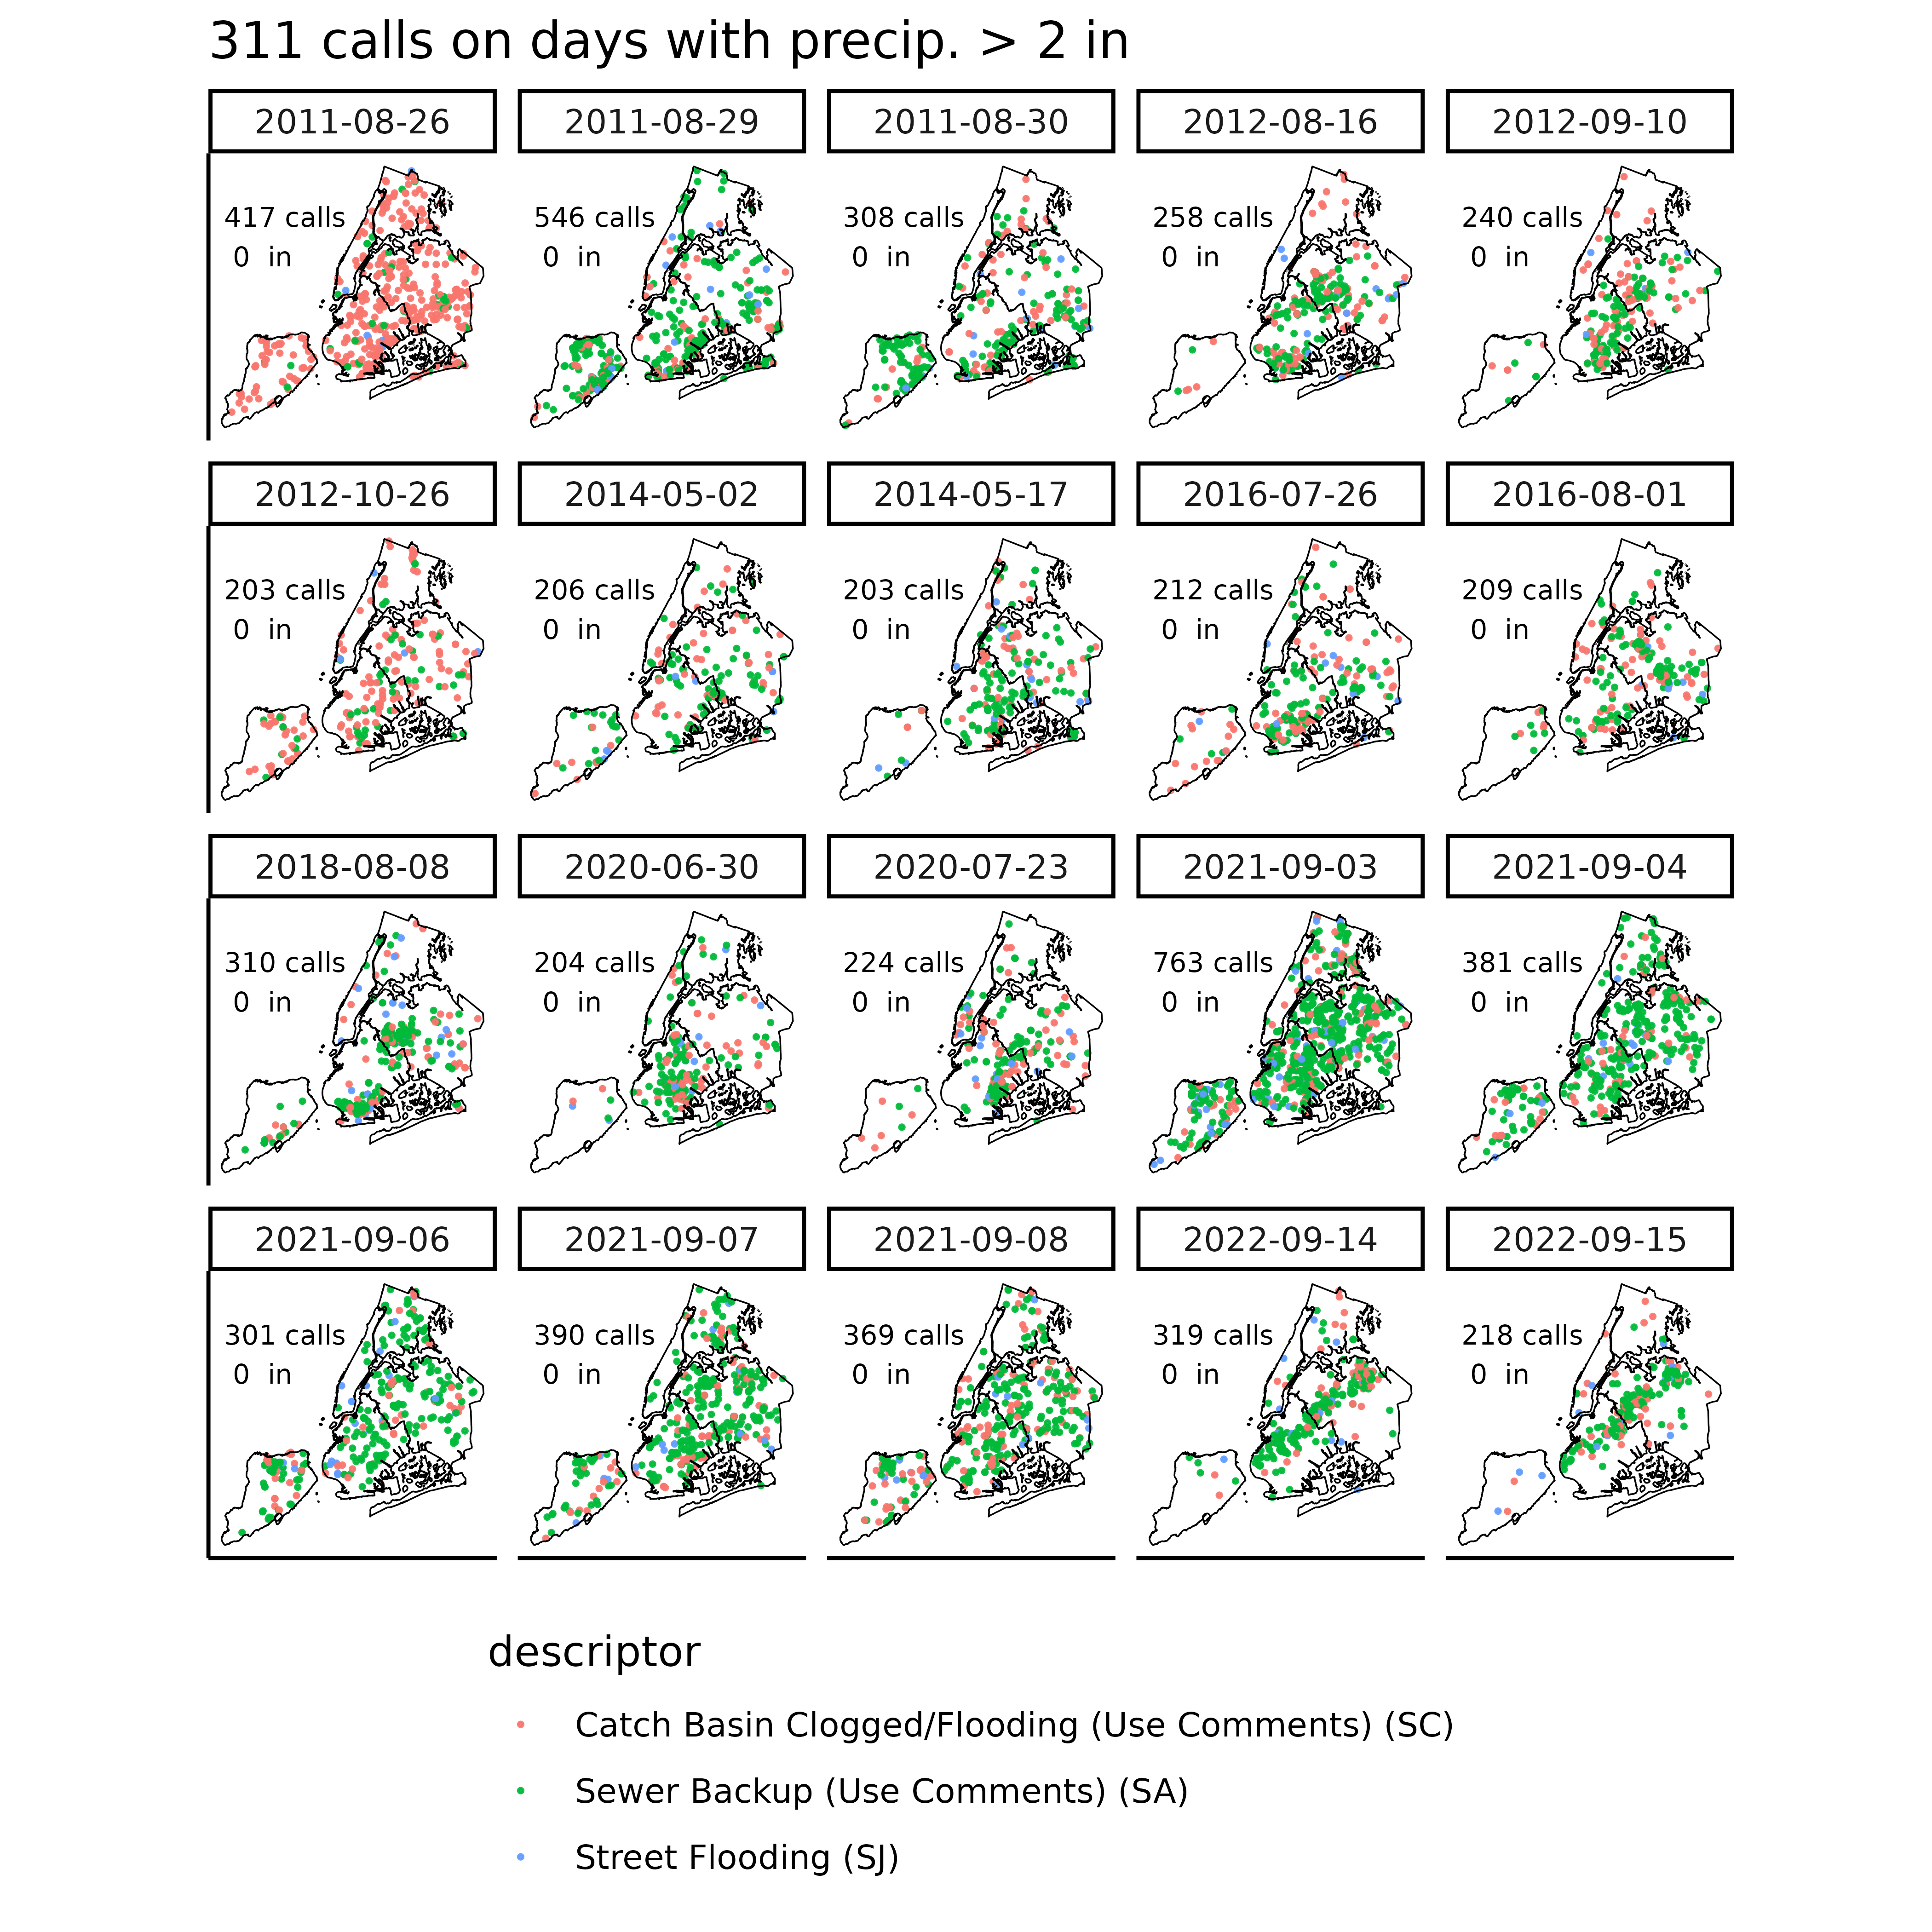 311 calls on days with precip. > 2 in
2011-08-26
2011-08-29
2011-08-30
2012-08-16
2012-09-10
417 calls
0 in
546 calls
0 in
308 calls
0 in
258 calls
0 in
240 calls
0 in
2012-10-26
2014-05-02
2014-05-17
2016-07-26
2016-08-01
203 calls
0 in
206 calls
0 in
203 calls
0 in
212 calls
0 in
209 calls
0 in
2018-08-08
2020-06-30
2020-07-23
2021-09-03
2021-09-04
310 calls
0 in
204 calls
0 in
224 calls
0 in
763 calls
0 in
381 calls
0 in
2021-09-06
2021-09-07
2021-09-08
2022-09-14
2022-09-15
301 calls
0 in
390 calls
0 in
369 calls
0 in
319 calls
0 in
218 calls
0 in
descriptor
Catch Basin Clogged/Flooding (Use Comments) (SC)
Sewer Backup (Use Comments) (SA)
Street Flooding (SJ)